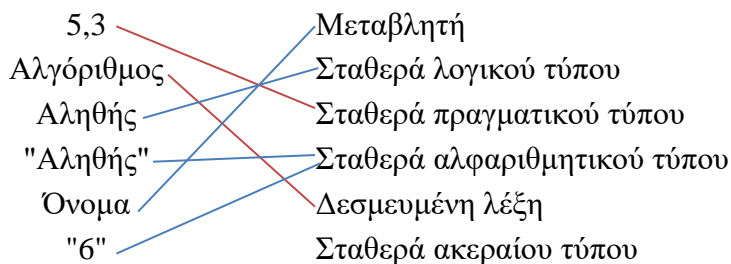 5,3 Μεταβλητή
Αλγόριθμος Σταθερά λογικού τύπου
Αληθής Σταθερά πραγματικού τύπου
"Αληθής" Σταθερά αλφαριθμητικού τύπου
Όνομα Δεσμευμένη λέξη
"6" Σταθερά ακεραίου τύπου